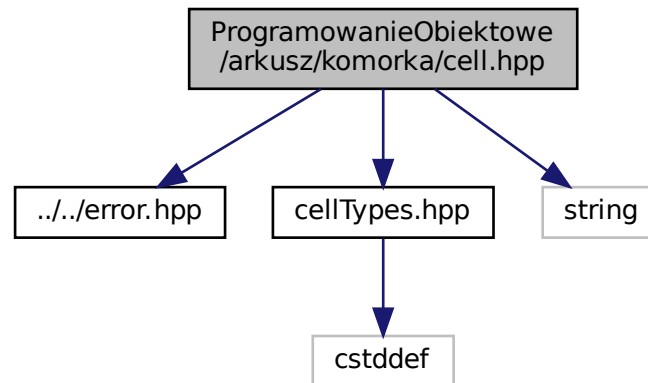 ProgramowanieObiektowe
/arkusz/komorka/cell.hpp
../../error.hpp
cellTypes.hpp
string
cstddef